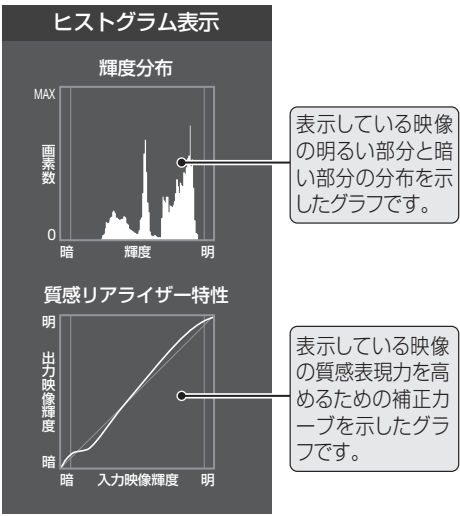 ヒストグラム表示
輝度分布
MAX
画素数
0
暗
輝度
明
表示している映像
の明るい部分と暗
い部分の分布を示
したグラフです。
質感リアライザー特性
明
出力映像輝度
暗
暗
入力映像輝度
明
表示している映像
の質感表現力を高
めるための補正カ
ーブを示したグラ
フです。